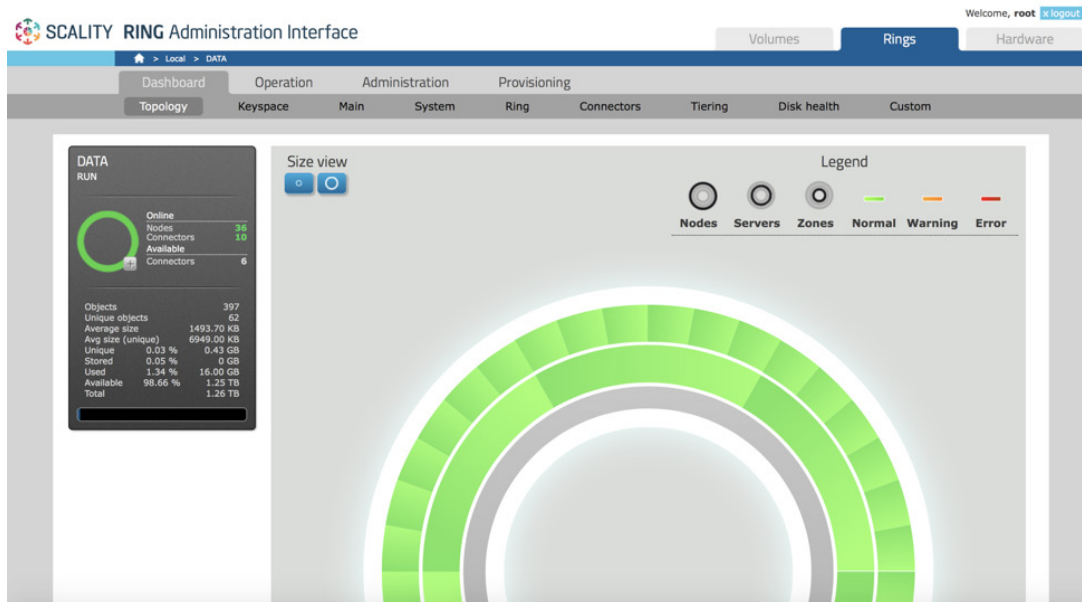 Welcome, root x logout
SCALITY RING Administration Interface
Volumes Rings Hardware
> Local > DATA
Dashboard Operation Administration Provisioning
Topology Keyspace Main System Ring Connectors Tiering Disk health Custom
DATA
RUN
Online
Nodes 36
Connectors 10
Available
Connectors 6
Objects 397
Unique objects 62
Average size 1493.70 KB
Avg size (unique) 6949.00 KB
Unique 0.03 % 0.43 GB
Stored 0.05 % 0 GB
Used 1.34 % 16.00 GB
Available 98.66 % 1.25 TB
Total 1.26 TB
Size view
Legend
Nodes Servers Zones Normal Warning Error